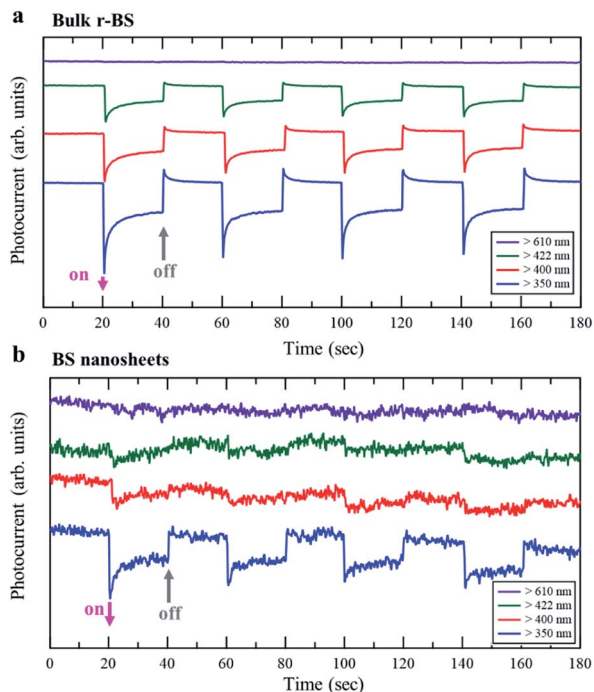 a Bulk r-BS
Photocurrent (arb. units)
on
off
> 610 nm
> 422 nm
> 400 nm
> 350 nm
0 20 40 60 80 100 120 140 160 180
Time (sec)
b BS nanosheets
Photocurrent (arb. units)
on
off
> 610 nm
> 422 nm
> 400 nm
> 350 nm
0 20 40 60 80 100 120 140 160 180
Time (sec)